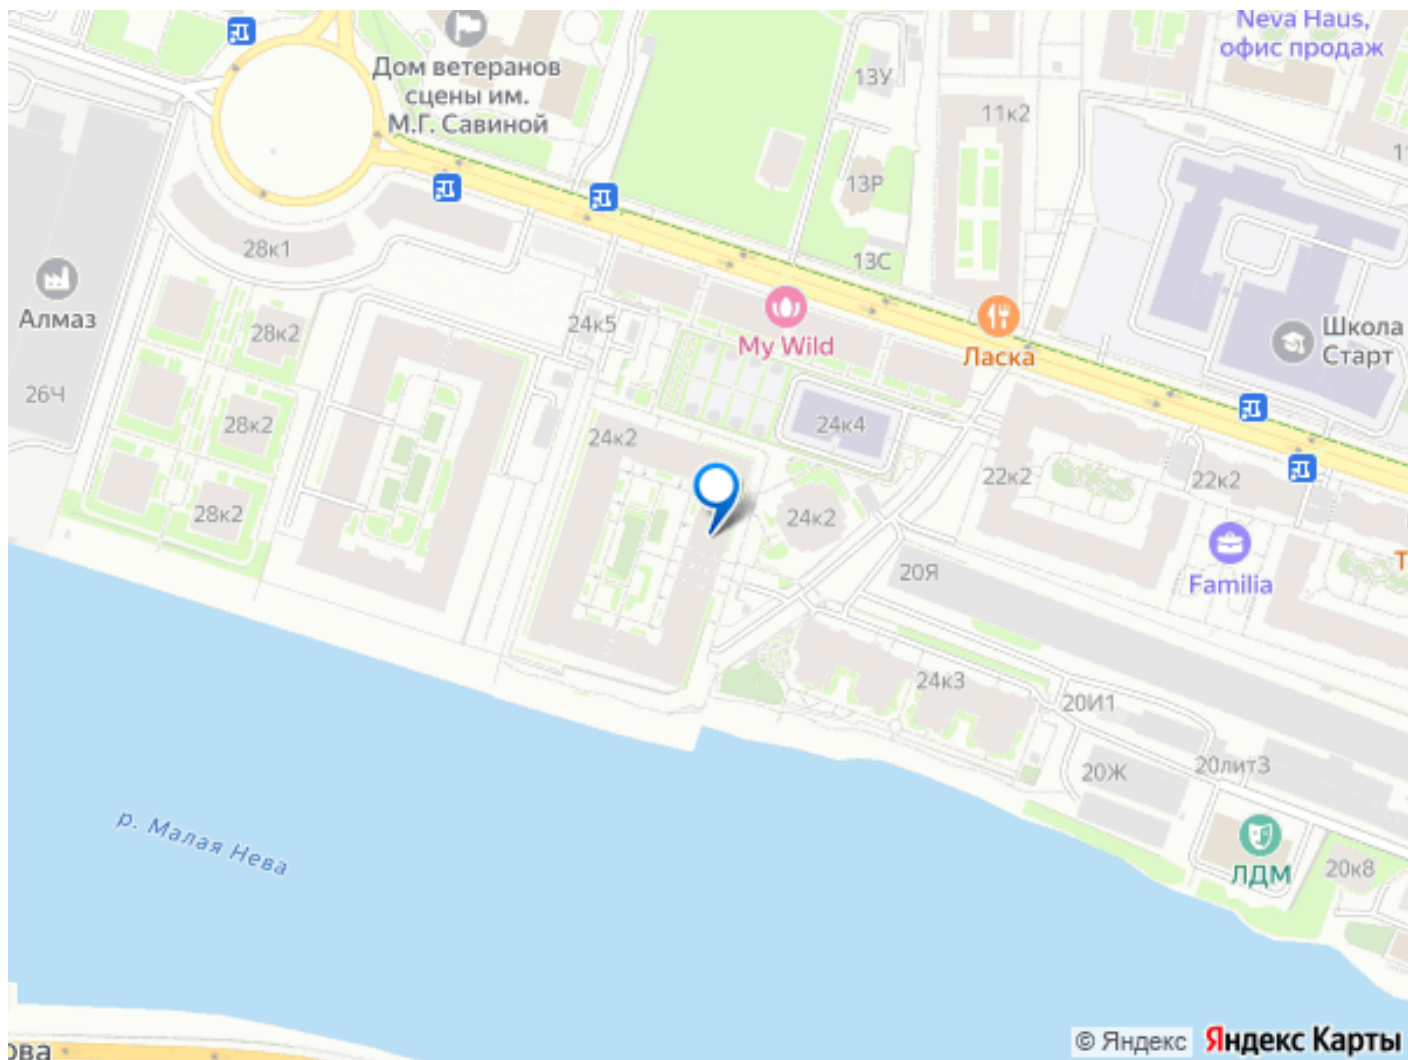 Neva Haus,
офис продаж
Дом ветеранов
сцены им.
М.Г. Савиной
13У
11к2
13Р
13С
28к1
Алмаз
28к2
24к5
My Wild
Ласка
Школа
Старт
26Ч
28к2
24к2
24к4
22к2
22к2
28к2
24к2
20Я
Familia
24к3
20И1
20Ж
20литЗ
р. Малая Нева
ЛДМ
20к8
© Яндекс
Яндекс Карты